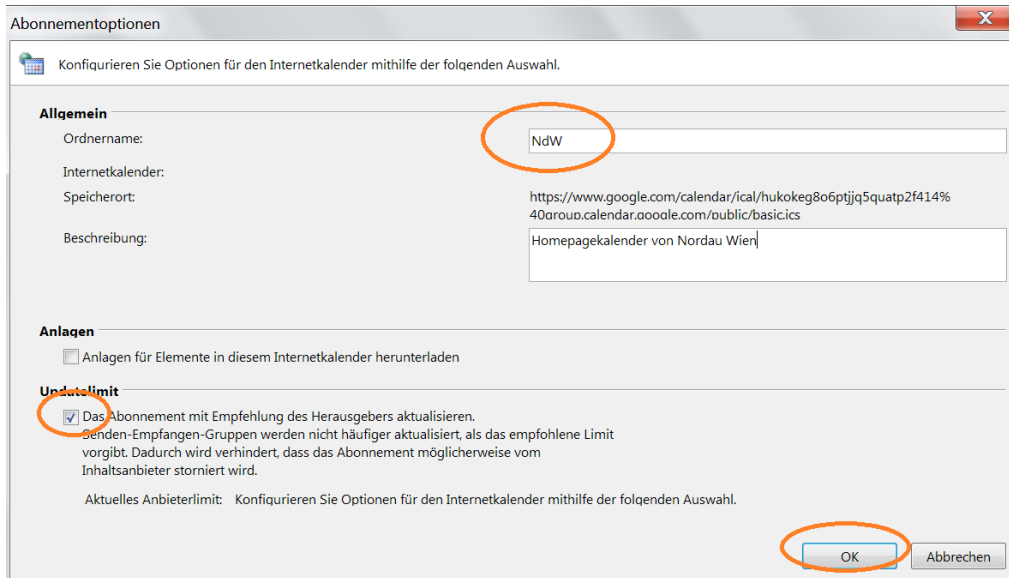 Abonnementoptionen
Konfigurieren Sie Optionen für den Internetkalender mithilfe der folgenden Auswahl.
Allgemein
Ordnername:
NdW
Internetkalender:
Speicherort:
https://www.google.com/calendar/ical/hukokeg8o6ptjjq5quatp2f414%
40group.calendar.google.com/public/basic.ics
Beschreibung:
Homepagekalender von Nordau Wien
Anlagen
Anlagen für Elemente in diesem Internetkalender herunterladen
Updatelimit
Das Abonnement mit Empfehlung des Herausgebers aktualisieren.
Senden-Empfangen-Gruppen werden nicht häufiger aktualisiert, als das empfohlene Limit
vorgibt. Dadurch wird verhindert, dass das Abonnement möglicherweise vom
Inhaltsanbieter storniert wird.
Aktuelles Anbieterlimit: Konfigurieren Sie Optionen für den Internetkalender mithilfe der folgenden Auswahl.
OK
Abbrechen